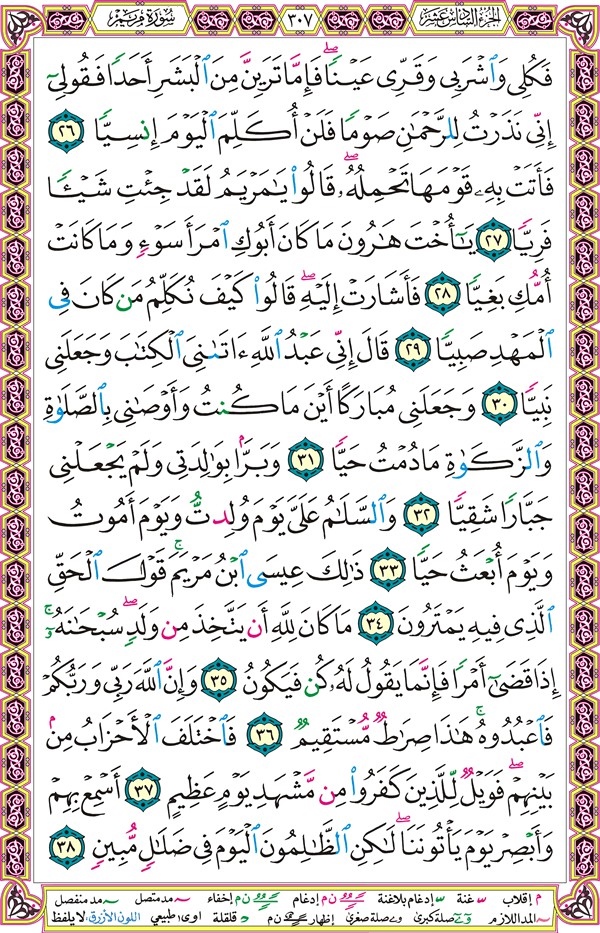 الجزء السادس عشر ٣٠٧ سورة مريم
فَكُلِى وَٱشْرَبِى وَقَرِّى عَيْنًاۖ فَإِمَّا تَرَيِنَّ مِنَ ٱلْبَشَرِ أَحَدًا فَقُولِىٓ
إِنِّى نَذَرْتُ لِلرَّحْمَٰنِ صَوْمًا فَلَنْ أُكَلِّمَ ٱلْيَوْمَ إِنسِيًّا ٢٦
فَأَتَتْ بِهِۦ قَوْمَهَا تَحْمِلُهُۥۖ قَالُوا۟ يَٰمَرْيَمُ لَقَدْ جِئْتِ شَيْـًٔا
فَرِيًّا ٢٧ يَٰٓأُخْتَ هَٰرُونَ مَا كَانَ أَبُوكِ ٱمْرَأَ سَوْءٍ وَمَا كَانَتْ
أُمُّكِ بَغِيًّا ٢٨ فَأَشَارَتْ إِلَيْهِۖ قَالُوا۟ كَيْفَ نُكَلِّمُ مَن كَانَ فِى
ٱلْمَهْدِ صَبِيًّا ٢٩ قَالَ إِنِّى عَبْدُ ٱللَّهِ ءَاتَىٰنِىَ ٱلْكِتَٰبَ وَجَعَلَنِى
نَبِيًّا ٣٠ وَجَعَلَنِى مُبَارَكًا أَيْنَ مَا كُنتُ وَأَوْصَٰنِى بِٱلصَّلَوٰةِ
وَٱلزَّكَوٰةِ مَا دُمْتُ حَيًّا ٣١ وَبَرًّۢا بِوَٰلِدَتِى وَلَمْ يَجْعَلْنِى
جَبَّارًا شَقِيًّا ٣٢ وَٱلسَّلَٰمُ عَلَىَّ يَوْمَ وُلِدتُّ وَيَوْمَ أَمُوتُ
وَيَوْمَ أُبْعَثُ حَيًّا ٣٣ ذَٰلِكَ عِيسَى ٱبْنُ مَرْيَمَۚ قَوْلَ ٱلْحَقِّ
ٱلَّذِى فِيهِ يَمْتَرُونَ ٣٤ مَا كَانَ لِلَّهِ أَن يَتَّخِذَ مِن وَلَدٍۖ سُبْحَٰنَهُۥٓۚ
إِذَا قَضَىٰٓ أَمْرًا فَإِنَّمَا يَقُولُ لَهُۥ كُن فَيَكُونُ ٣٥ وَإِنَّ ٱللَّهَ رَبِّى وَرَبُّكُمْ
فَٱعْبُدُوهُۚ هَٰذَا صِرَٰطٌ مُّسْتَقِيمٌ ٣٦ فَٱخْتَلَفَ ٱلْأَحْزَابُ مِنۢ
بَيْنِهِمْۖ فَوَيْلٌ لِّلَّذِينَ كَفَرُوا۟ مِن مَّشْهَدِ يَوْمٍ عَظِيمٍ ٣٧ أَسْمِعْ بِهِمْ
وَأَبْصِرْ يَوْمَ يَأْتُونَنَاۖ لَٰكِنِ ٱلظَّٰلِمُونَ ٱلْيَوْمَ فِى ضَلَٰلٍ مُّبِينٍ ٣٨
م إقلاب غنة إدغام بلاغنة ن م إدغام إخفاء مد متصل مد منفصل
المد اللازم صلة كبرى صلة صغرى إظهار ن م قلقلة اوى: طبيعي اللون الأزرق: لا يلفظ